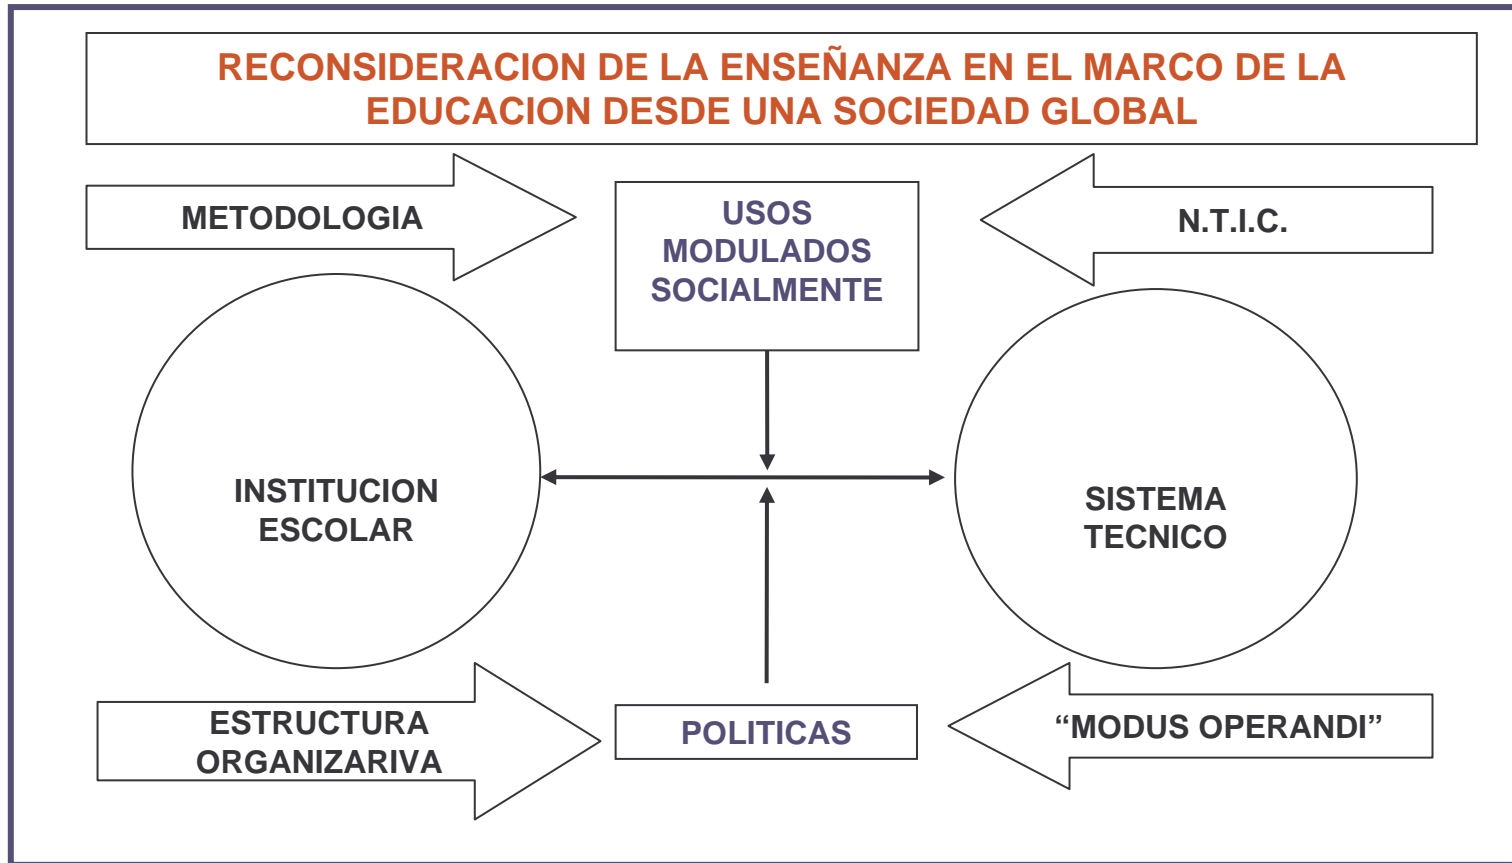 RECONSIDERACION DE LA ENSEÑANZA EN EL MARCO DE LA
EDUCACION DESDE UNA SOCIEDAD GLOBAL
METODOLOGIA
USOS
MODULADOS
SOCIALMENTE
N.T.I.C.
INSTITUCION
ESCOLAR
SISTEMA
TECNICO
ESTRUCTURA
ORGANIZARIVA
POLITICAS
“MODUS OPERANDI”